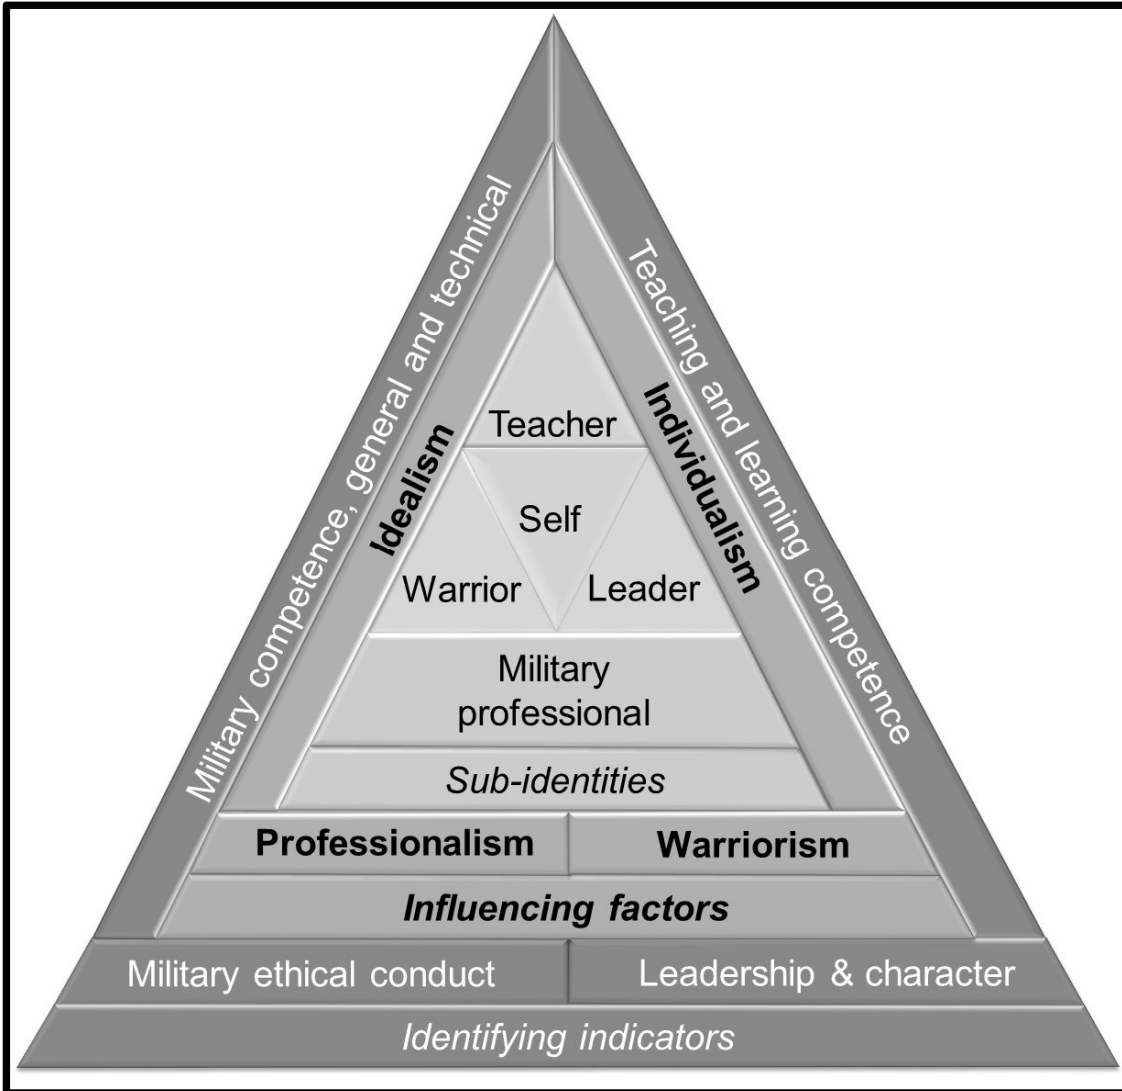 Military competence, general and technical
Teaching and learning competence
Idealism
Individualism
Teacher
Self
Warrior
Leader
Military
professional
Sub-identities
Professionalism
Warriorism
Influencing factors
Military ethical conduct
Leadership & character
Identifying indicators